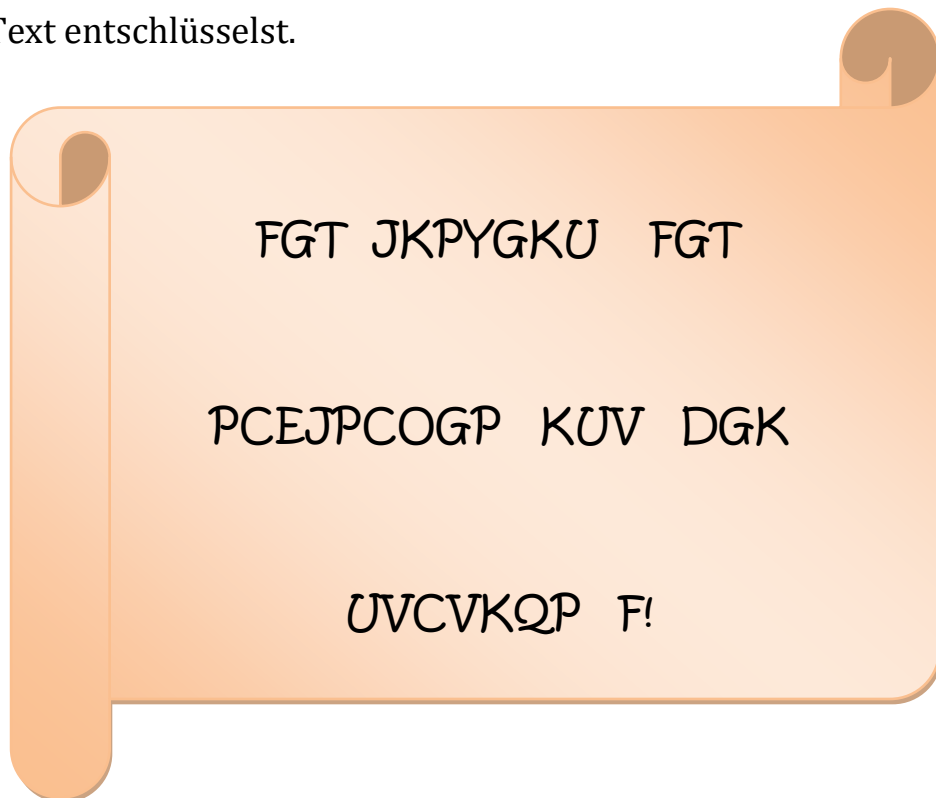 Text entschlüsselst.
FGT JKPYGKU FGT
PCEJPCOGP KUV DGK
UVCVKQP F!